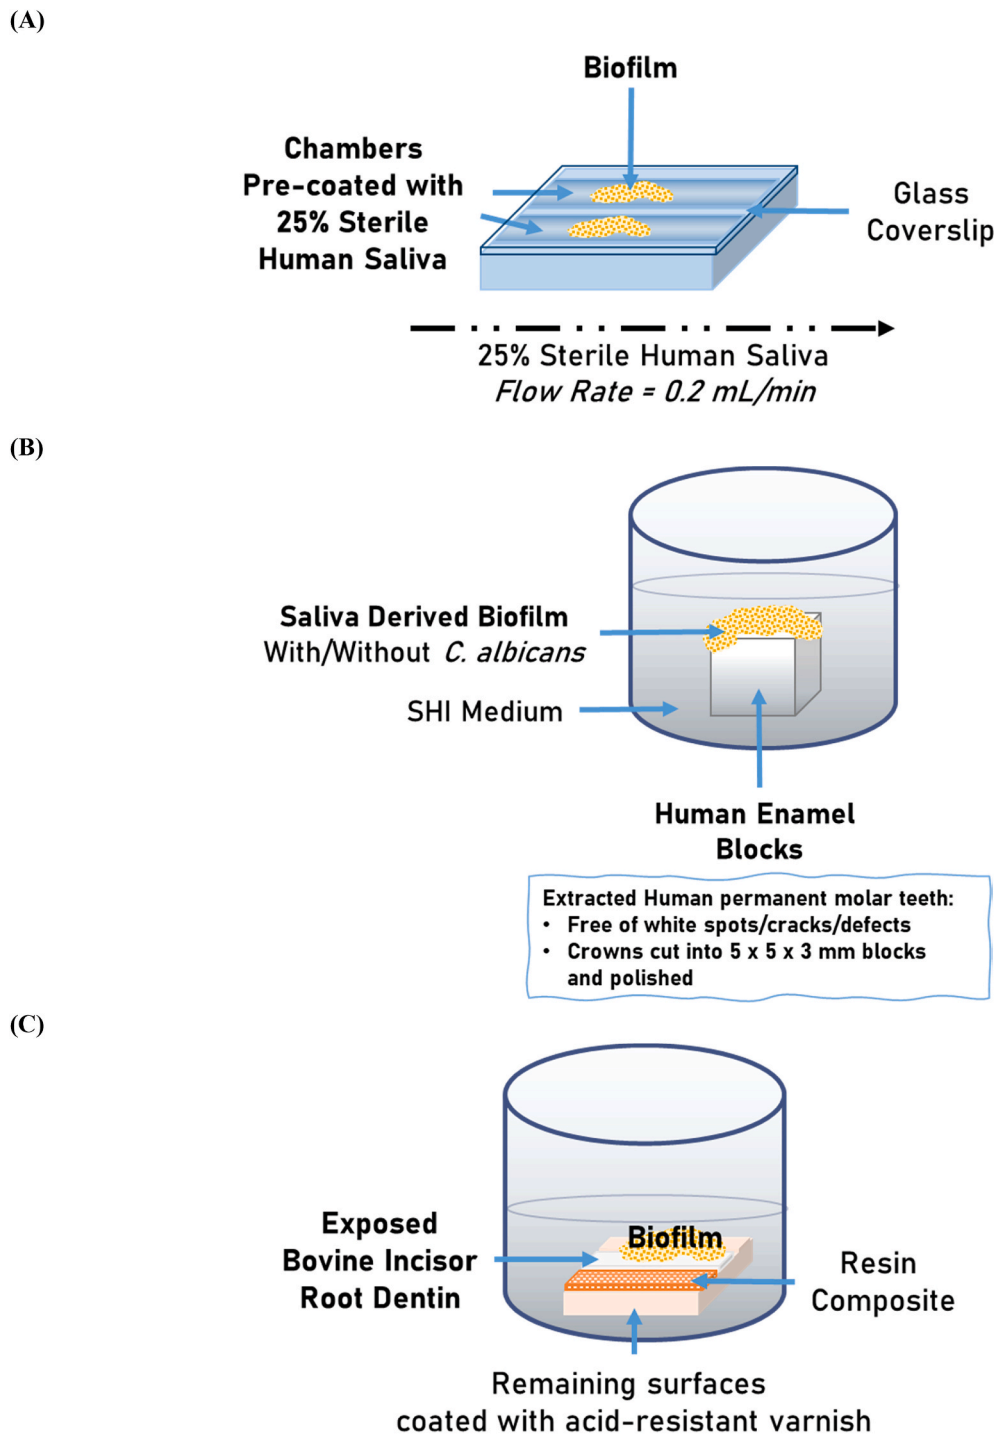 (A)
Biofilm
Chambers
Pre-coated with
25% Sterile
Human Saliva
Glass
Coverslip
25% Sterile Human Saliva
Flow Rate = 0.2 mL/min
(B)
Saliva Derived Biofilm
With/Without C. albicans
SHI Medium
Human Enamel
Blocks
Extracted Human permanent molar teeth:
• Free of white spots/cracks/defects
• Crowns cut into 5 x 5 x 3 mm blocks
and polished
(C)
Biofilm
Exposed
Bovine Incisor
Root Dentin
Resin
Composite
Remaining surfaces
coated with acid-resistant varnish